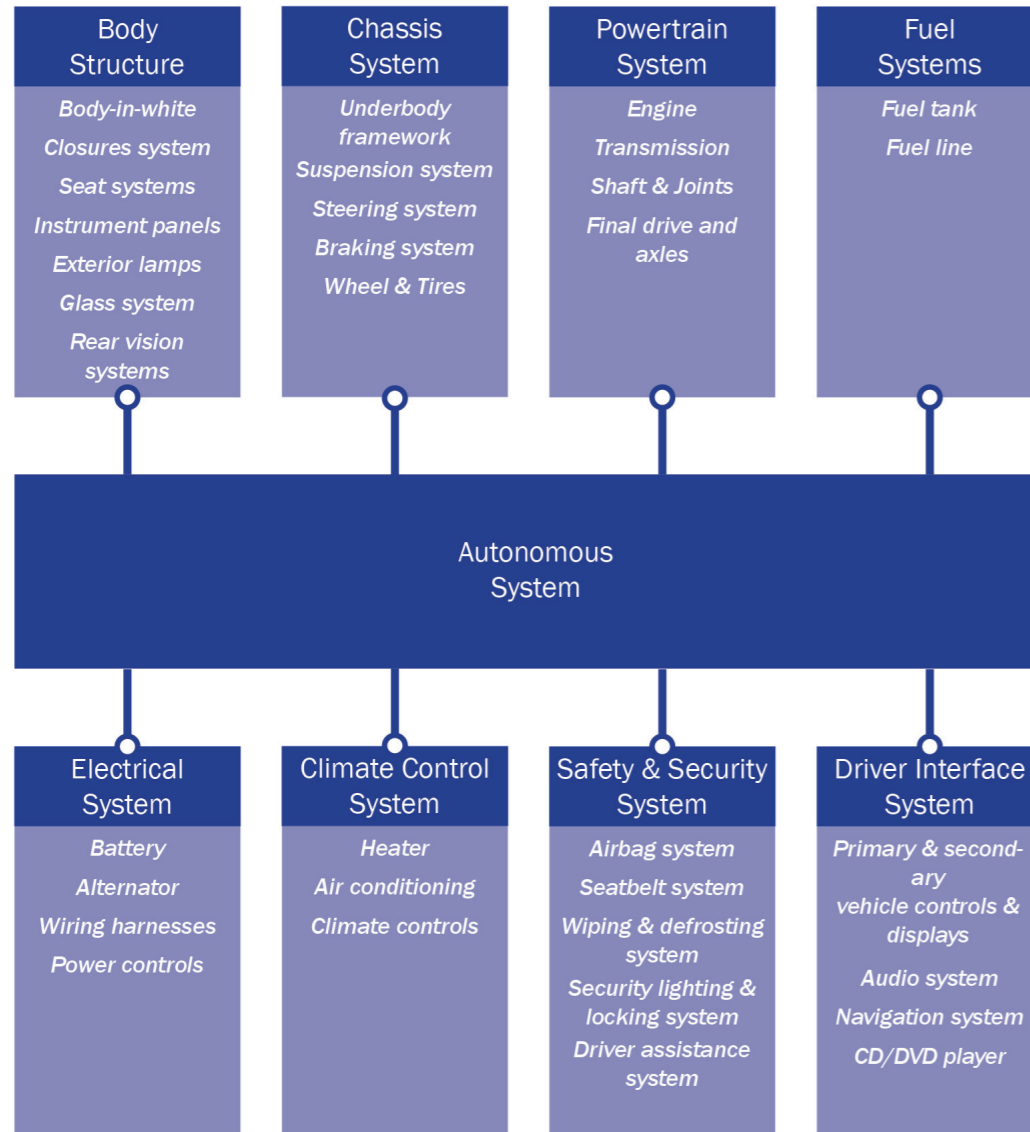 Body
Structure
Body-in-white
Closures system
Seat systems
Instrument panels
Exterior lamps
Glass system
Rear vision
systems
Chassis
System
Underbody
framework
Suspension system
Steering system
Braking system
Wheel & Tires
Powertrain
System
Engine
Transmission
Shaft & Joints
Final drive and
axles
Fuel
Systems
Fuel tank
Fuel line
Autonomous
System
Electrical
System
Battery
Alternator
Wiring harnesses
Power controls
Climate Control
System
Heater
Air conditioning
Climate controls
Safety & Security
System
Airbag system
Seatbelt system
Wiping & defrosting
system
Security lighting &
locking system
Driver assistance
system
Driver Interface
System
Primary & second-
ary
vehicle controls &
displays
Audio system
Navigation system
CD/DVD player